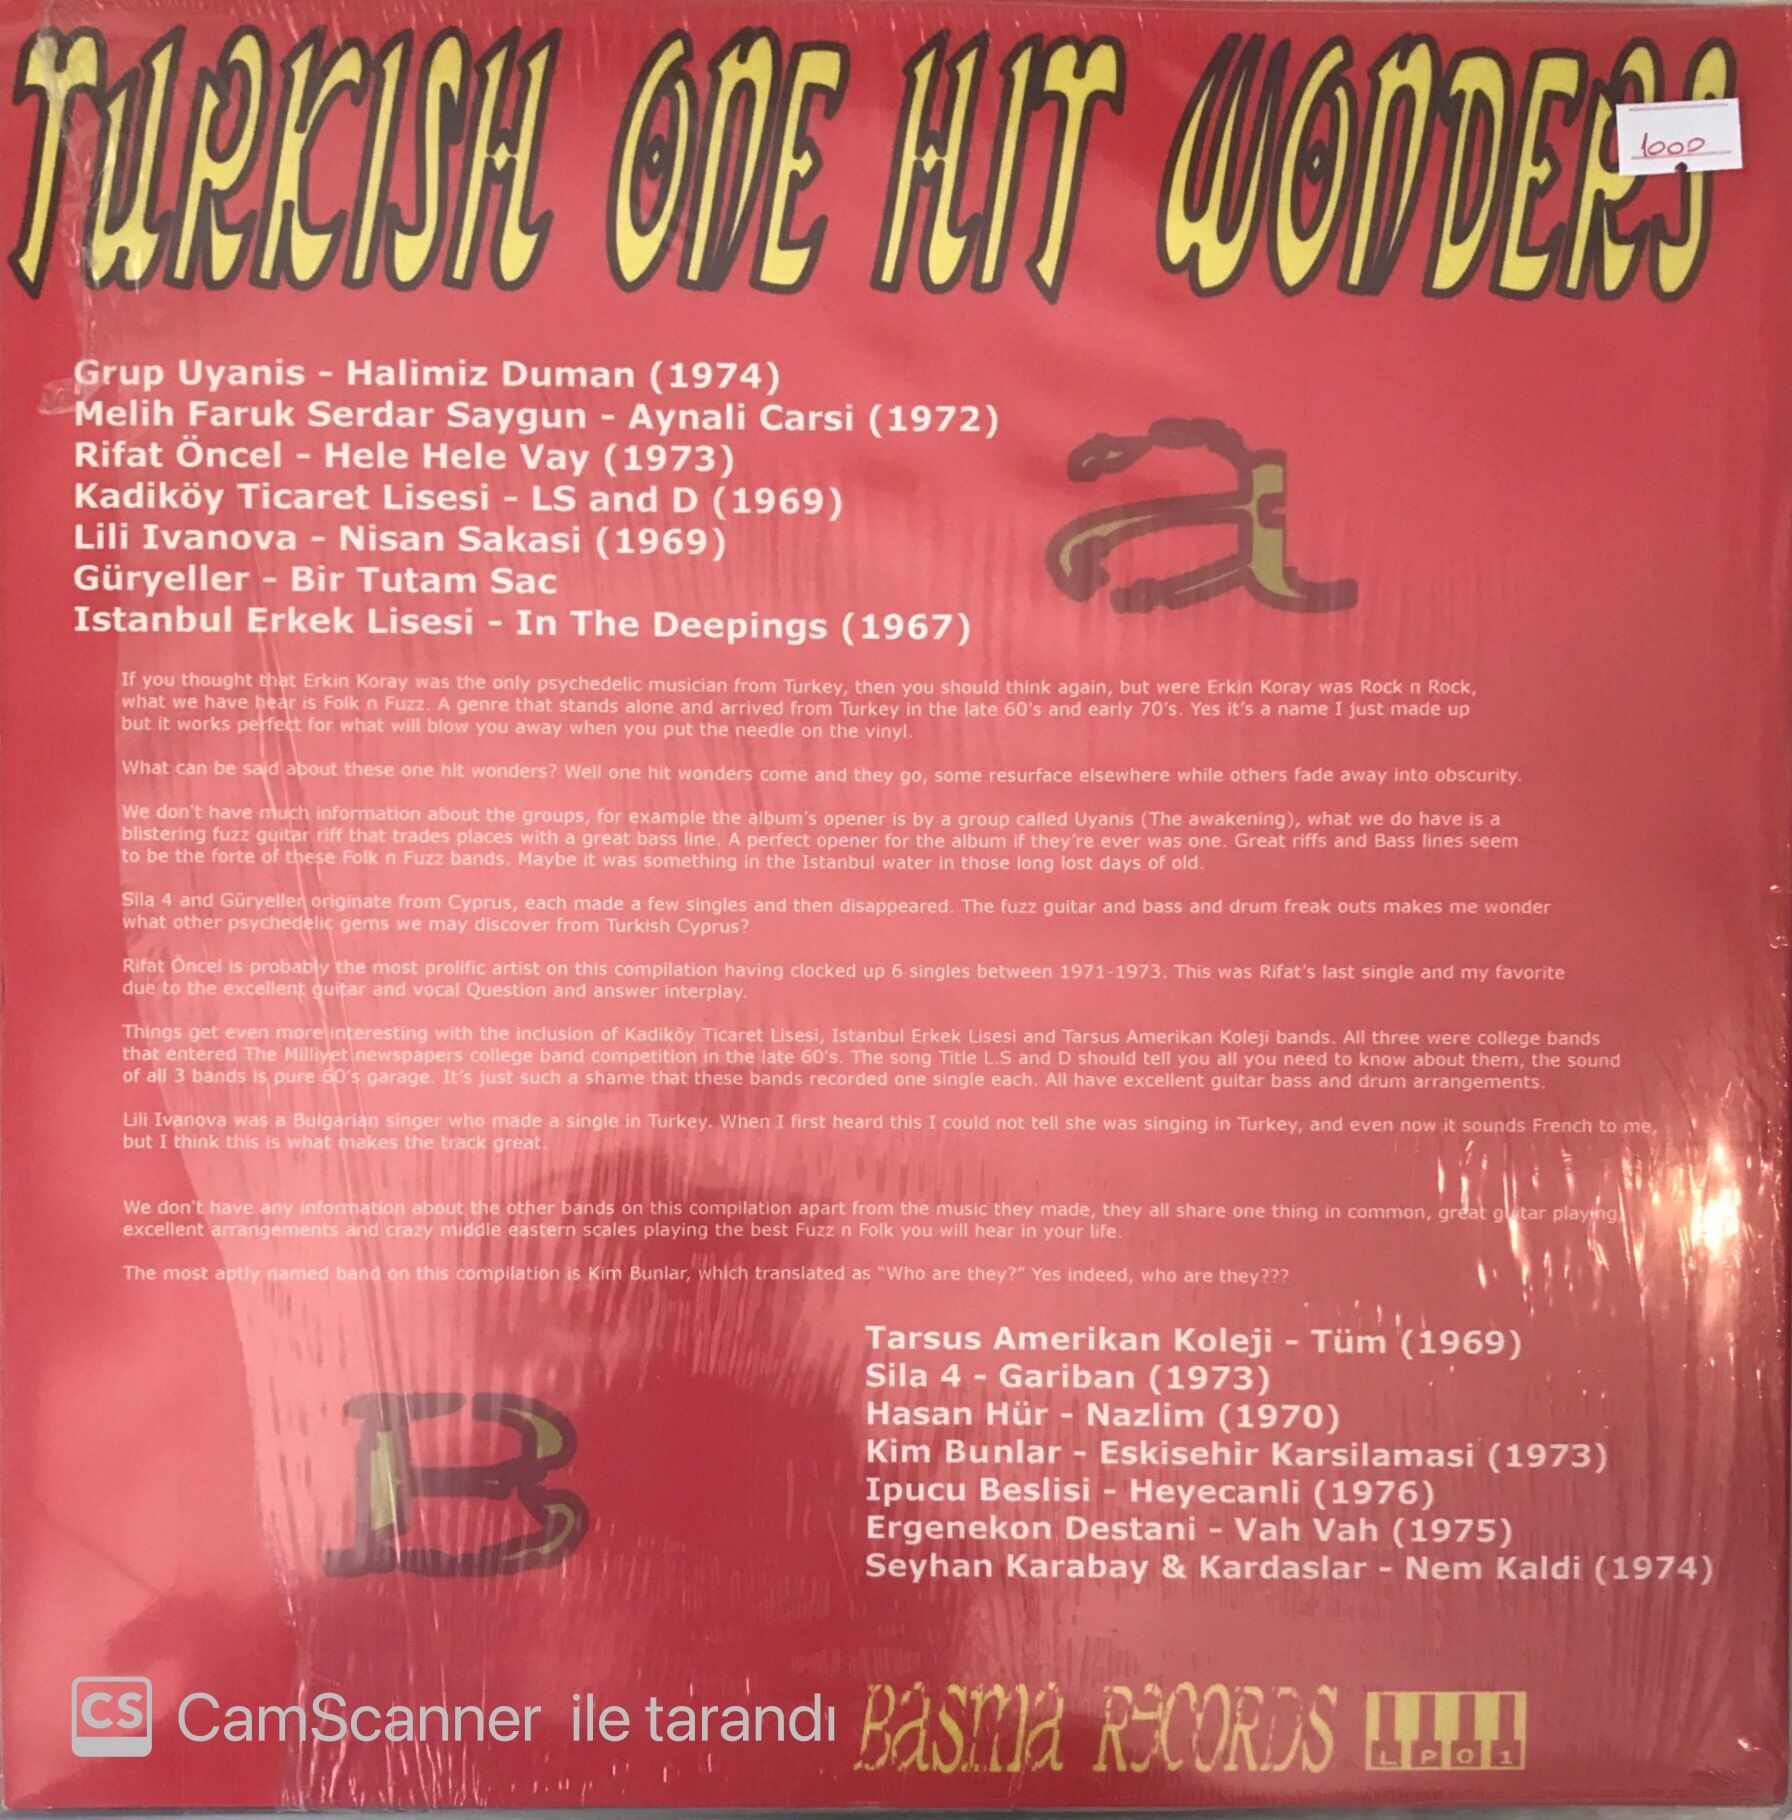 TURKISH ONE HIT WONDERS
1000
Grup Uyanis - Halimiz Duman (1974)
Melih Faruk Serdar Saygun - Aynali Carsi (1972)
Rifat Öncel - Hele Hele Vay (1973)
Kadiköy Ticaret Lisesi - LS and D (1969)
Lili Ivanova - Nisan Sakasi (1969)
Güryeller - Bir Tutam Sac
Istanbul Erkek Lisesi - In The Deepings (1967)
a
If you thought that Erkin Koray was the only psychedelic musician from Turkey, then you should think again, but were Erkin Koray was Rock n Rock,
what we have hear is Folk n Fuzz. A genre that stands alone and arrived from Turkey in the late 60's and early 70's. Yes it's a name I just made up
but it works perfect for what will blow you away when you put the needle on the vinyl.
What can be said about these one hit wonders? Well one hit wonders come and they go, some resurface elsewhere while others fade away into obscurity.
We don't have much information about the groups, for example the album's opener is by a group called Uyanis (The awakening), what we do have is a
blistering fuzz guitar riff that trades places with a great bass line. A perfect opener for the album if they're ever was one. Great riffs and Bass lines seem
to be the forte of these Folk n Fuzz bands. Maybe it was something in the Istanbul water in those long lost days of old.
Sila 4 and Güryeller originate from Cyprus, each made a few singles and then disappeared. The fuzz guitar and bass and drum freak outs makes me wonder
what other psychedelic gems we may discover from Turkish Cyprus?
Rifat Öncel is probably the most prolific artist on this compilation having clocked up 6 singles between 1971-1973. This was Rifat's last single and my favorite
due to the excellent guitar and vocal Question and answer interplay.
Things get even more interesting with the inclusion of Kadiköy Ticaret Lisesi, Istanbul Erkek Lisesi and Tarsus Amerikan Koleji bands. All three were college bands
that entered The Milliyet newspapers college band competition in the late 60's. The song Title L.S and D should tell you all you need to know about them, the sound
of all 3 bands is pure 60's garage. It's just such a shame that these bands recorded one single each. All have excellent guitar bass and drum arrangements.
Lili Ivanova was a Bulgarian singer who made a single in Turkey. When I first heard this I could not tell she was singing in Turkey, and even now it sounds French to me,
but I think this is what makes the track great.
We don't have any information about the other bands on this compilation apart from the music they made, they all share one thing in common, great guitar playing,
excellent arrangements and crazy middle eastern scales playing the best Fuzz n Folk you will hear in your life.
The most aptly named band on this compilation is Kim Bunlar, which translated as "Who are they?" Yes indeed, who are they???
Tarsus Amerikan Koleji - Tüm (1969)
Sila 4 - Gariban (1973)
Hasan Hür - Nazlim (1970)
Kim Bunlar - Eskisehir Karsilamasi (1973)
Ipucu Beslisi - Heyecanli (1976)
Ergenekon Destani - Vah Vah (1975)
Seyhan Karabay & Kardaslar - Nem Kaldi (1974)
B
CS CamScanner ile tarandı
Basma RECORDS LP01